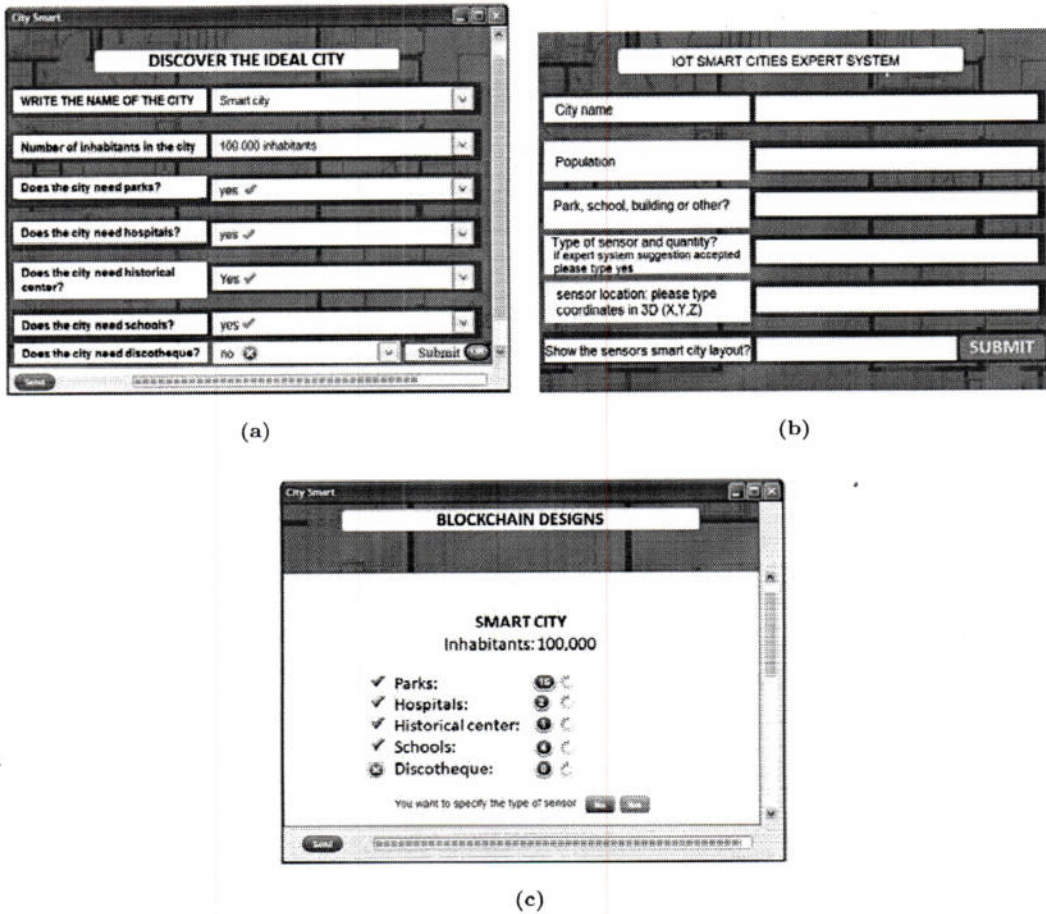 City Smart
DISCOVER THE IDEAL CITY
WRITE THE NAME OF THE CITY Smart city
Number of inhabitants in the city 100.000 inhabitants
Does the city need parks? yes ✓
Does the city need hospitals? yes ✓
Does the city need historical center? Yes ✓
Does the city need schools? yes ✓
Does the city need discotheque? no Submit
Send
(a)
IOT SMART CITIES EXPERT SYSTEM
City name
Population
Park, school, building or other?
Type of sensor and quantity?
if expert system suggestion accepted
please type yes
sensor location: please type
coordinates in 3D (X,Y,Z)
Show the sensors smart city layout? SUBMIT
(b)
City Smart
BLOCKCHAIN DESIGNS
SMART CITY
Inhabitants: 100,000
✓ Parks:
✓ Hospitals: 2
✓ Historical center: 1
✓ Schools: 4
Discotheque: 0
You want to specify the type of sensor
Send
(c)